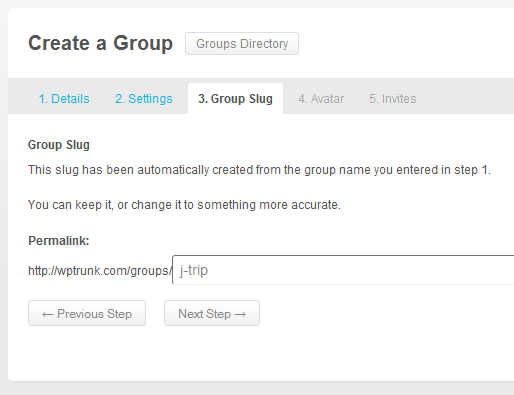 Create a Group Groups Directory
1. Details 2. Settings 3. Group Slug 4. Avatar 5. Invites
Group Slug
This slug has been automatically created from the group name you entered in step 1.
You can keep it, or change it to something more accurate.
Permalink:
http://wptrunk.com/groups/ j-trip
← Previous Step Next Step →